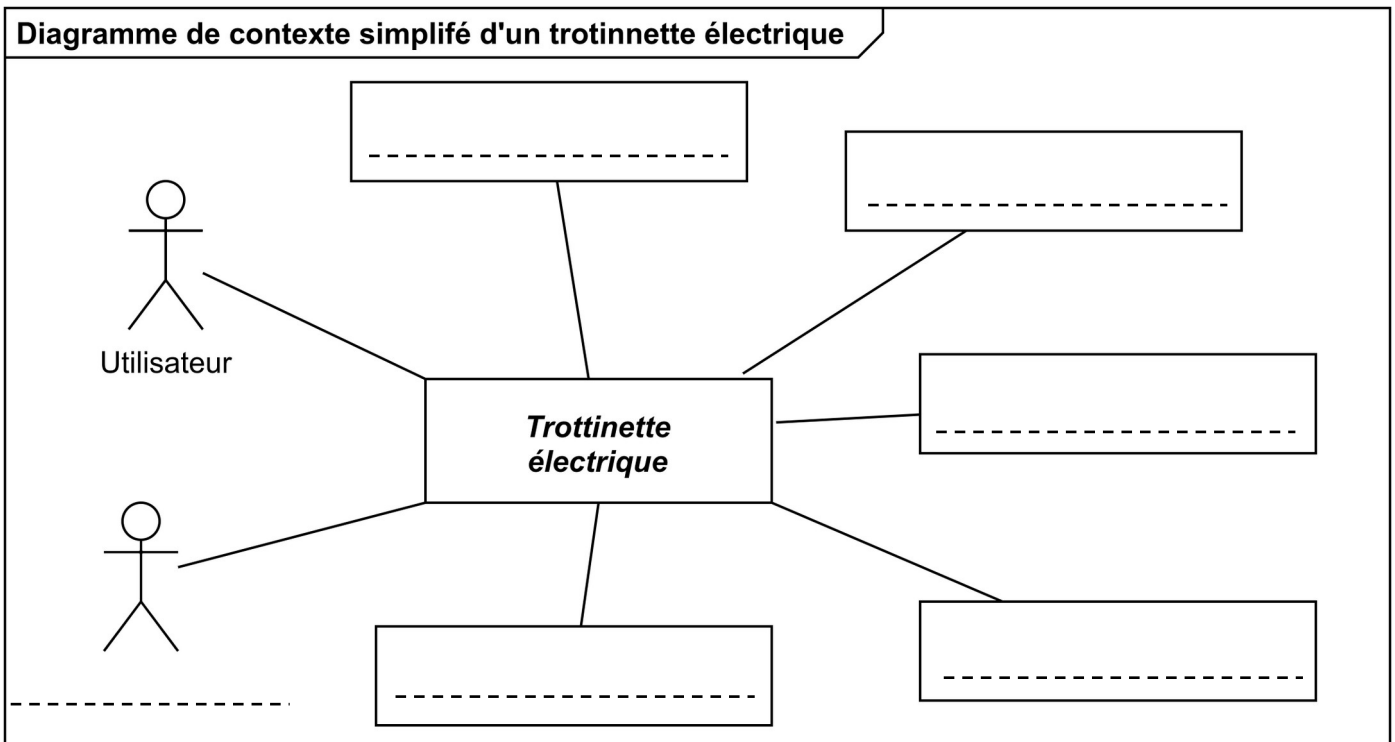 Diagramme de contexte simplifé d'un trotinnette électrique
Utilisateur
Trottinette
électrique